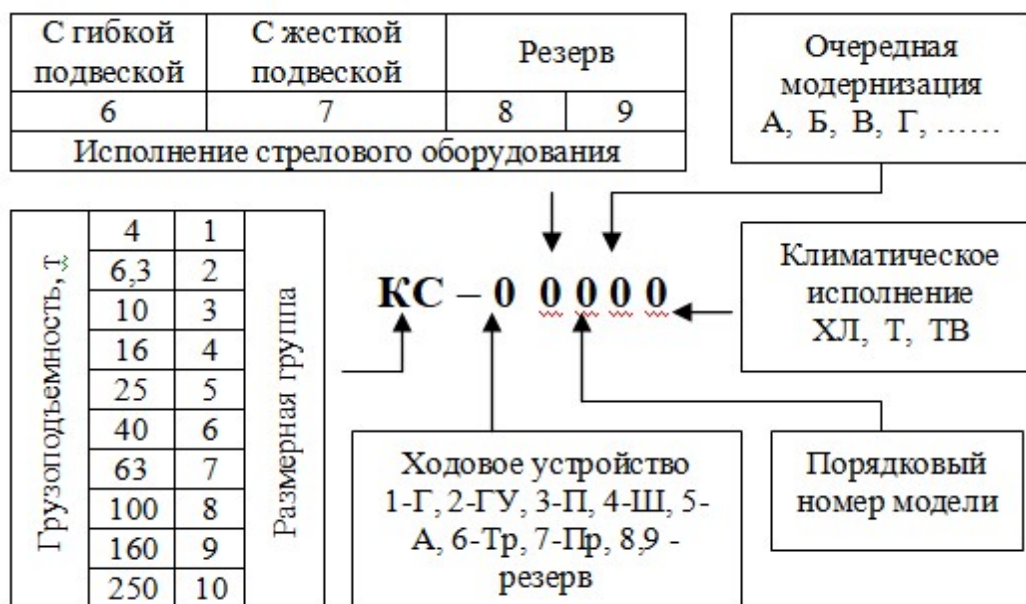 С гибкой подвеской
С жесткой подвеской
Резерв
6 7 8 9
Исполнение стрелового оборудования
Очередная
модернизация
А, Б, В, Г, ......
Грузоподъемность, т
4 1
6,3 2
10 3
16 4
25 5
40 6
63 7
100 8
160 9
250 10
Размерная группа
КС – 0 0 0 0 0
Климатическое
исполнение
ХЛ, Т, ТВ
Ходовое устройство
1-Г, 2-ГУ, 3-П, 4-Ш, 5-
А, 6-Тр, 7-Пр, 8,9 -
резерв
Порядковый
номер модели